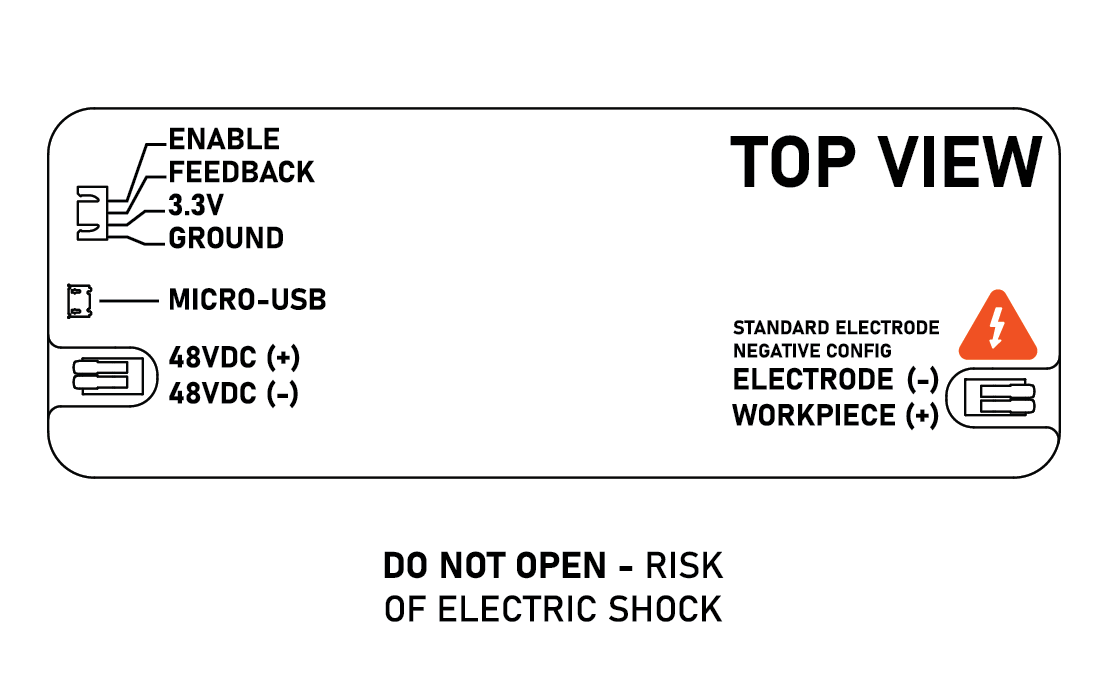 ENABLE
FEEDBACK
3.3V
GROUND
TOP VIEW
MICRO-USB
48VDC (+)
48VDC (-)
STANDARD ELECTRODE
NEGATIVE CONFIG
ELECTRODE (-)
WORKPIECE (+)
DO NOT OPEN - RISK
OF ELECTRIC SHOCK